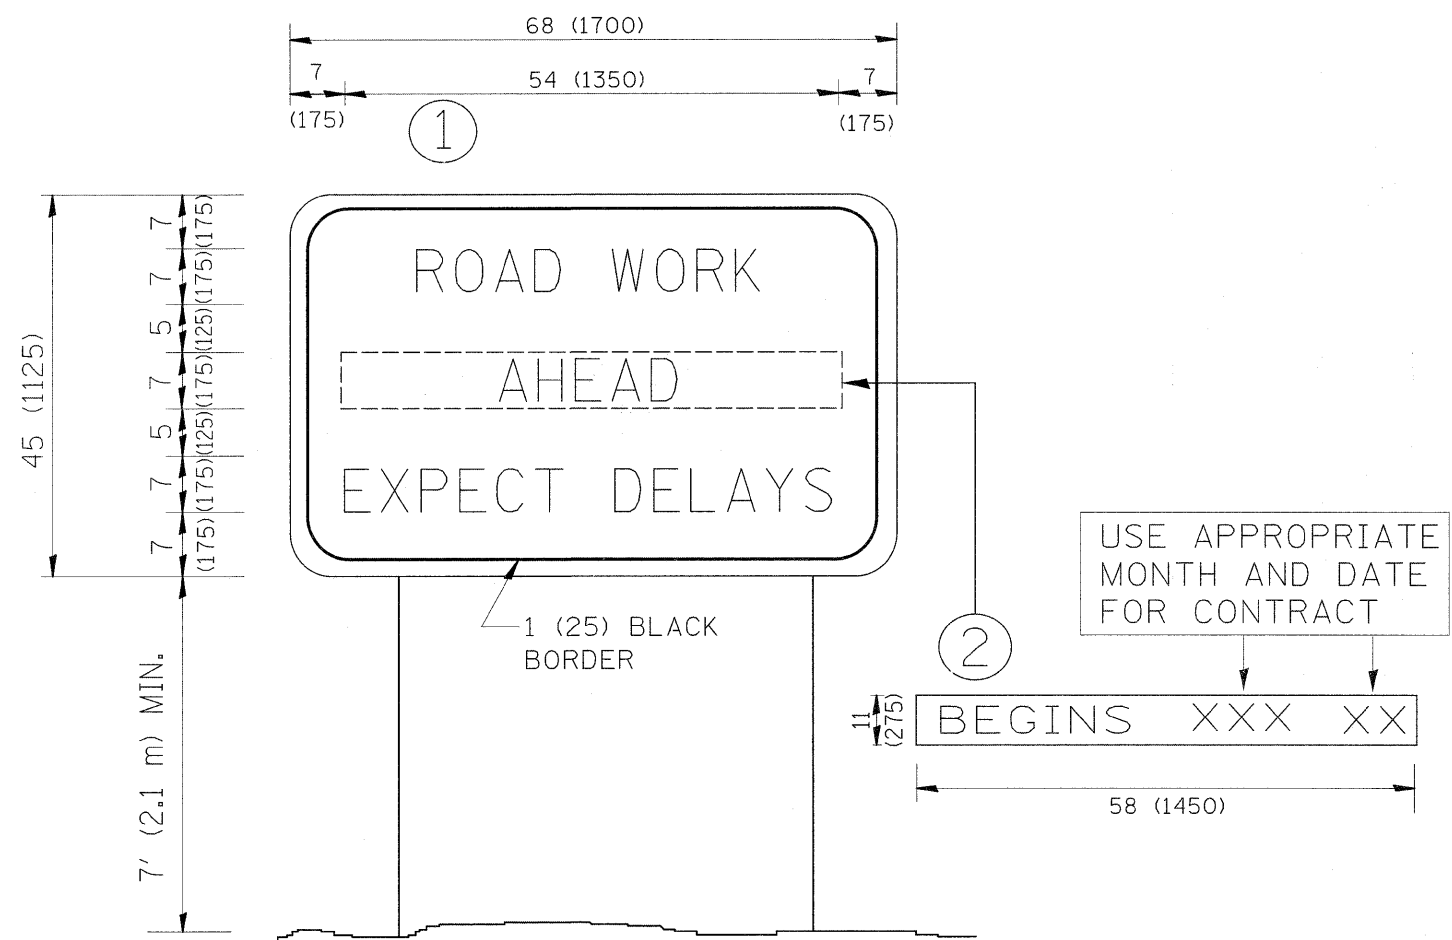 68 (1700)
7 54 (1350) 7
(175) (175)
1
7 (175)
7 (175)
5 (125)
7 (175)
5 (125)
7 (175)
7 (175)
45 (1125)
ROAD WORK
AHEAD
EXPECT DELAYS
1 (25) BLACK
BORDER
7' (2.1 m) MIN.
2
USE APPROPRIATE
MONTH AND DATE
FOR CONTRACT
11
(275)
BEGINS XXX XX
58 (1450)